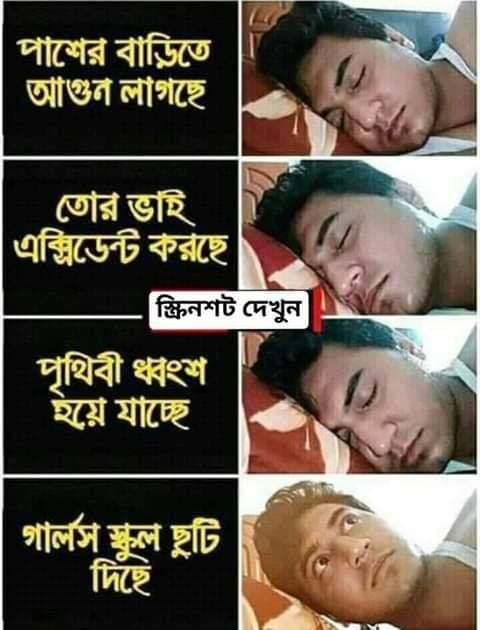 পাশের বাড়িতে
আগুন লাগছে
তোর ভাই
এক্সিডেন্ট করছে
স্ক্রিনশট দেখুন
পৃথিবী ধ্বংশ
হয়ে যাচ্ছে
গার্লস স্কুল ছুটি
দিছে